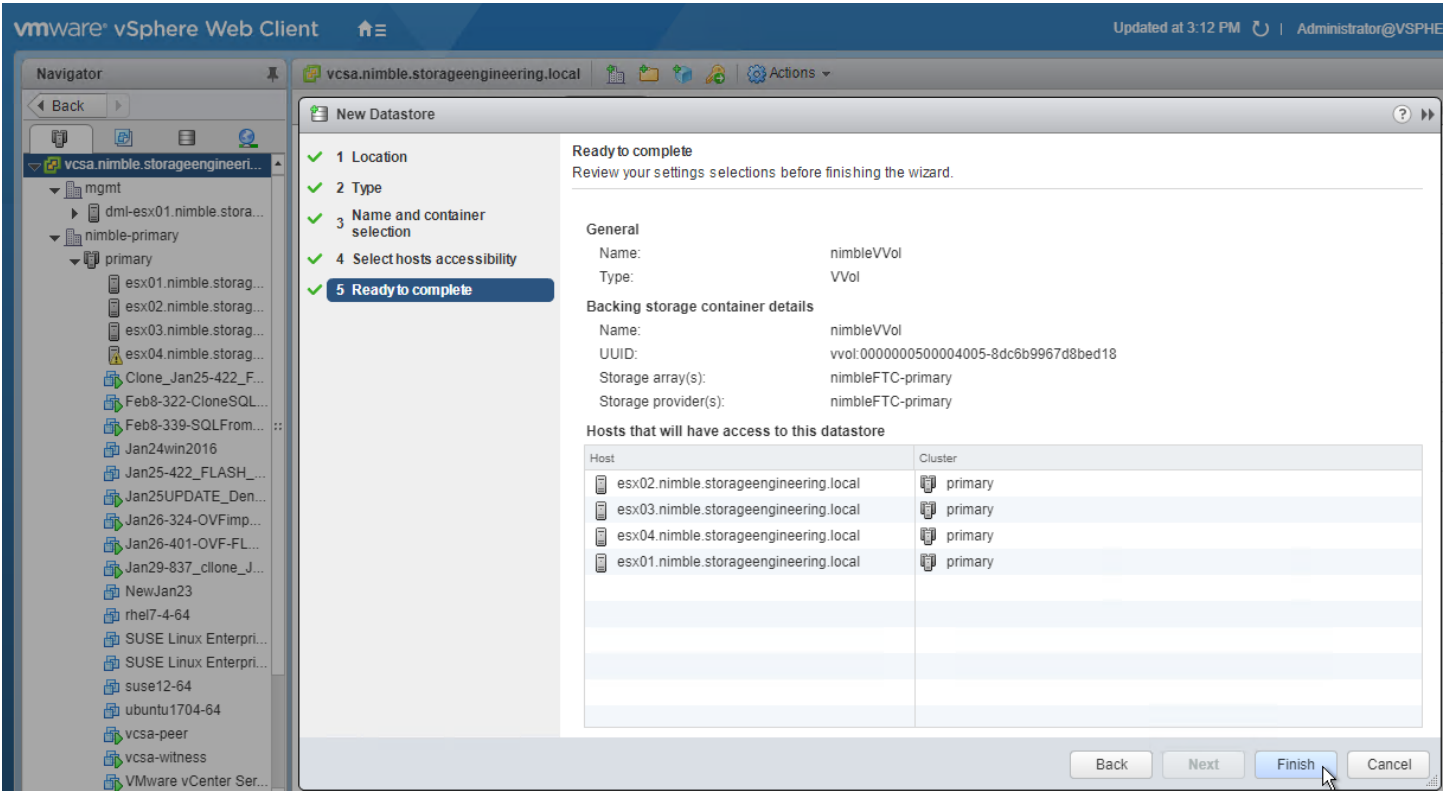 vmware® vSphere Web Client
Updated at 3:12 PM | Administrator@VSPHE
Navigator
Back
vcsa.nimble.storageengineeri...
mgmt
dml-esx01.nimble.stora...
nimble-primary
primary
esx01.nimble.storag...
esx02.nimble.storag...
esx03.nimble.storag...
esx04.nimble.storag...
Clone_Jan25-422_F...
Feb8-322-CloneSQL...
Feb8-339-SQLFrom...
Jan24win2016
Jan25-422_FLASH_...
Jan25UPDATE_Den...
Jan26-324-OVFimp...
Jan26-401-OVF-FL...
Jan29-837_cllone_J...
NewJan23
rhel7-4-64
SUSE Linux Enterpri...
SUSE Linux Enterpri...
suse12-64
ubuntu1704-64
vcsa-peer
vcsa-witness
VMware vCenter Ser...
vcsa.nimble.storageengineering.local
Actions
New Datastore
?
1 Location
2 Type
3 Name and container
selection
4 Select hosts accessibility
5 Ready to complete
Ready to complete
Review your settings selections before finishing the wizard.
General
Name: nimbleVVol
Type: VVol
Backing storage container details
Name: nimbleVVol
UUID: vvol:0000000500004005-8dc6b9967d8bed18
Storage array(s): nimbleFTC-primary
Storage provider(s): nimbleFTC-primary
Hosts that will have access to this datastore
Host Cluster
esx02.nimble.storageengineering.local primary
esx03.nimble.storageengineering.local primary
esx04.nimble.storageengineering.local primary
esx01.nimble.storageengineering.local primary
Back Next Finish Cancel